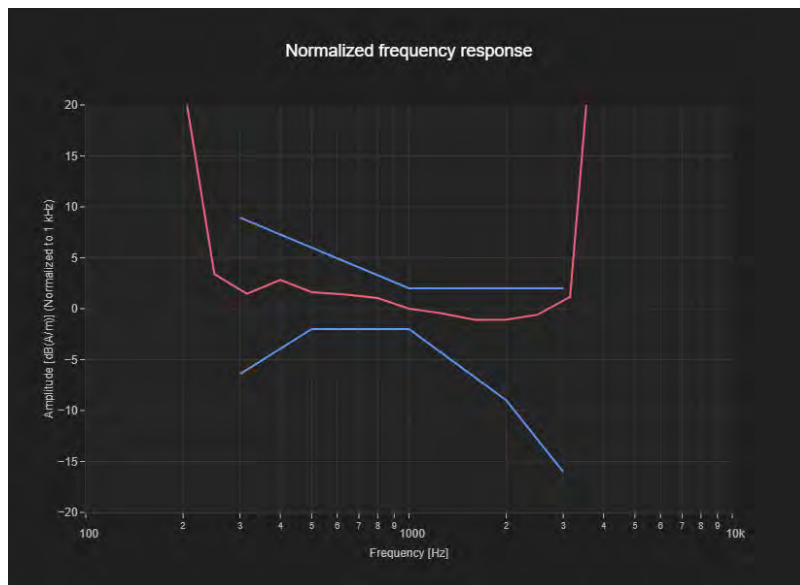 Normalized frequency response
Amplitude [dB(A/m)] (Normalized to 1 kHz)
20
15
10
5
0
−5
−10
−15
−20
100 2 3 4 5 6 7 8 9 1000 2 3 4 5 6 7 8 9 10k
Frequency [Hz]